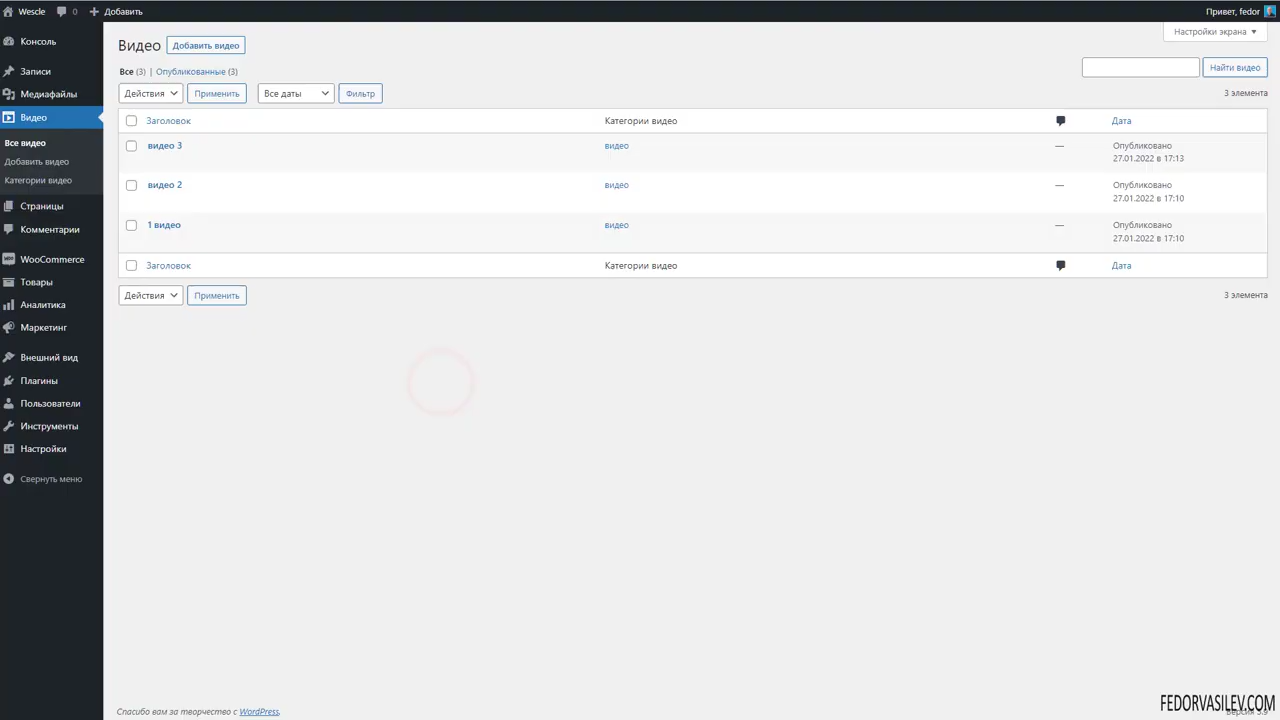 Wescle 0 Добавить Привет, fedor
Консоль
Записи
Медиафайлы
Видео
Все видео
Добавить видео
Категории видео
Страницы
Комментарии
WooCommerce
Товары
Аналитика
Маркетинг
Внешний вид
Плагины
Пользователи
Инструменты
Настройки
Свернуть меню
Настройки экрана
Видео Добавить видео
Все (3) | Опубликованные (3)
Найти видео
Действия Применить Все даты Фильтр 3 элемента
Заголовок Категории видео Дата
видео 3 видео — Опубликовано
27.01.2022 в 17:13
видео 2 видео — Опубликовано
27.01.2022 в 17:10
1 видео видео — Опубликовано
27.01.2022 в 17:10
Заголовок Категории видео Дата
Действия Применить 3 элемента
Спасибо вам за творчество с WordPress.
FEDORVASILEV.COM